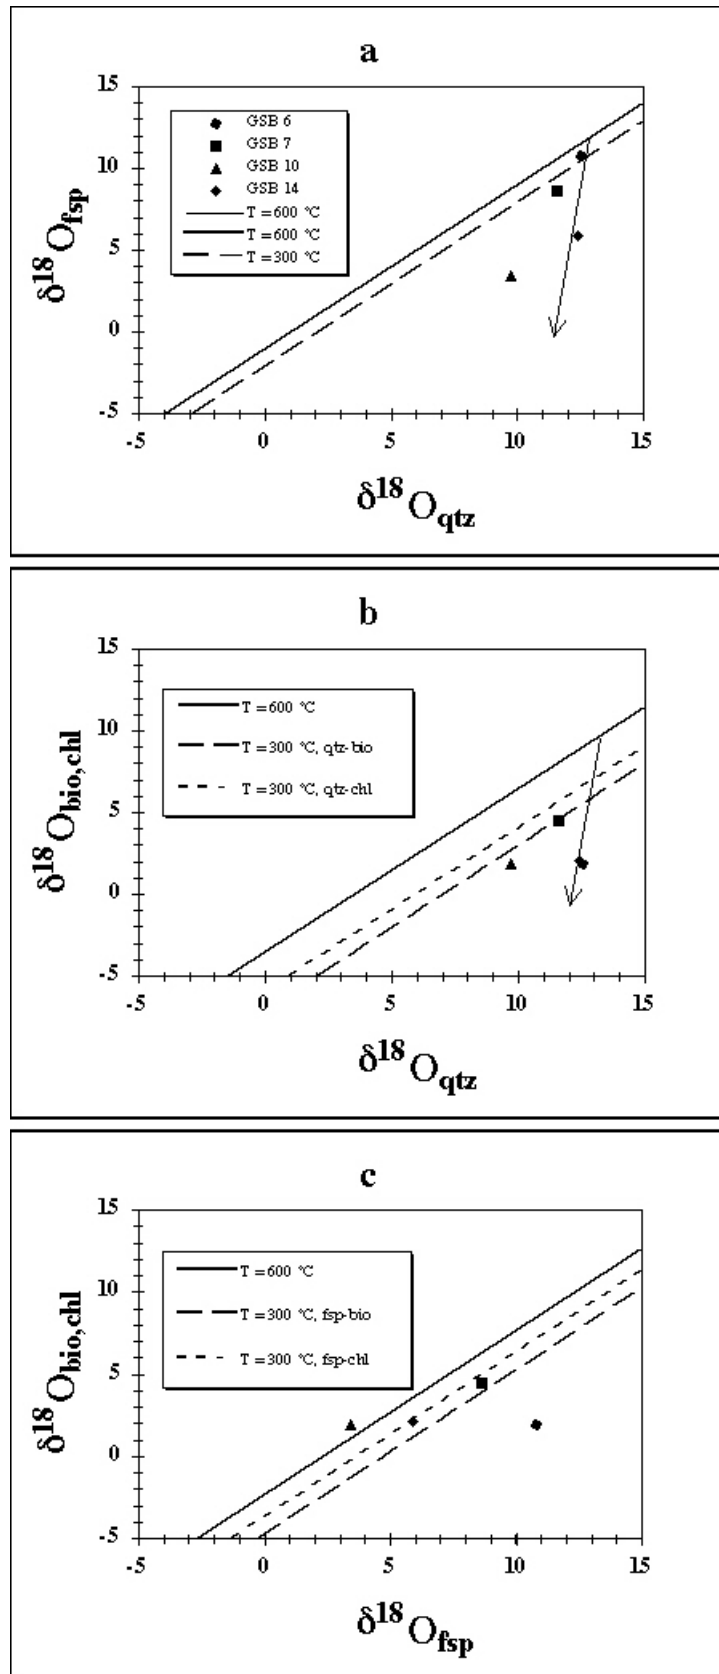 a
15
10
5
0
-5
δ18Ofsp
GSB 6
GSB 7
GSB 10
GSB 14
T = 600 °C
T = 600 °C
T = 300 °C
-5 0 5 10 15
δ18Oqtz
b
15
10
5
0
-5
δ18Obio,chl
T = 600 °C
T = 300 °C, qtz-bio
T = 300 °C, qtz-chl
-5 0 5 10 15
δ18Oqtz
c
15
10
5
0
-5
δ18Obio,chl
T = 600 °C
T = 300 °C, fsp-bio
T = 300 °C, fsp-chl
-5 0 5 10 15
δ18Ofsp